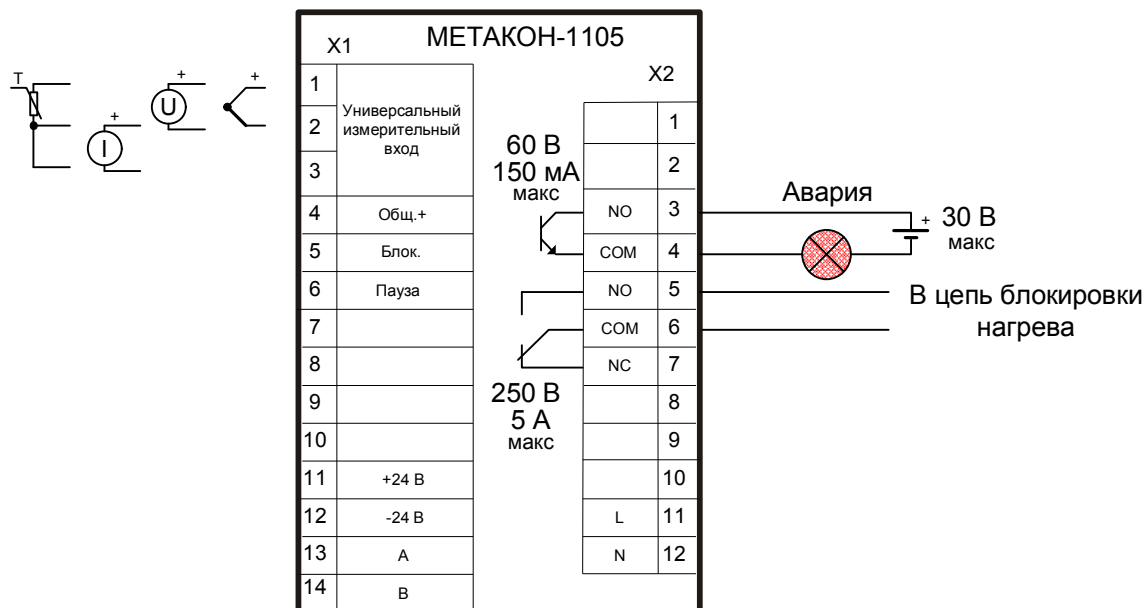 МЕТАКОН-1105
X1
X2
T
+
I
+
U
+
1
2
3
Универсальный
измерительный
вход
4 Общ.+
5 Блок.
6 Пауза
7
8
9
10
11 +24 В
12 -24 В
13 A
14 B
60 В
150 мА
макс
250 В
5 А
макс
1
2
NO 3
COM 4
NO 5
COM 6
NC 7
8
9
10
L 11
N 12
Авария
+ 30 В
макс
В цепь блокировки
нагрева